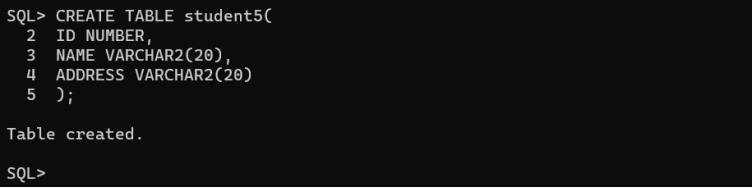 SQL> CREATE TABLE student5(
  2  ID NUMBER,
  3  NAME VARCHAR2(20),
  4  ADDRESS VARCHAR2(20)
  5  );
Table created.
SQL>